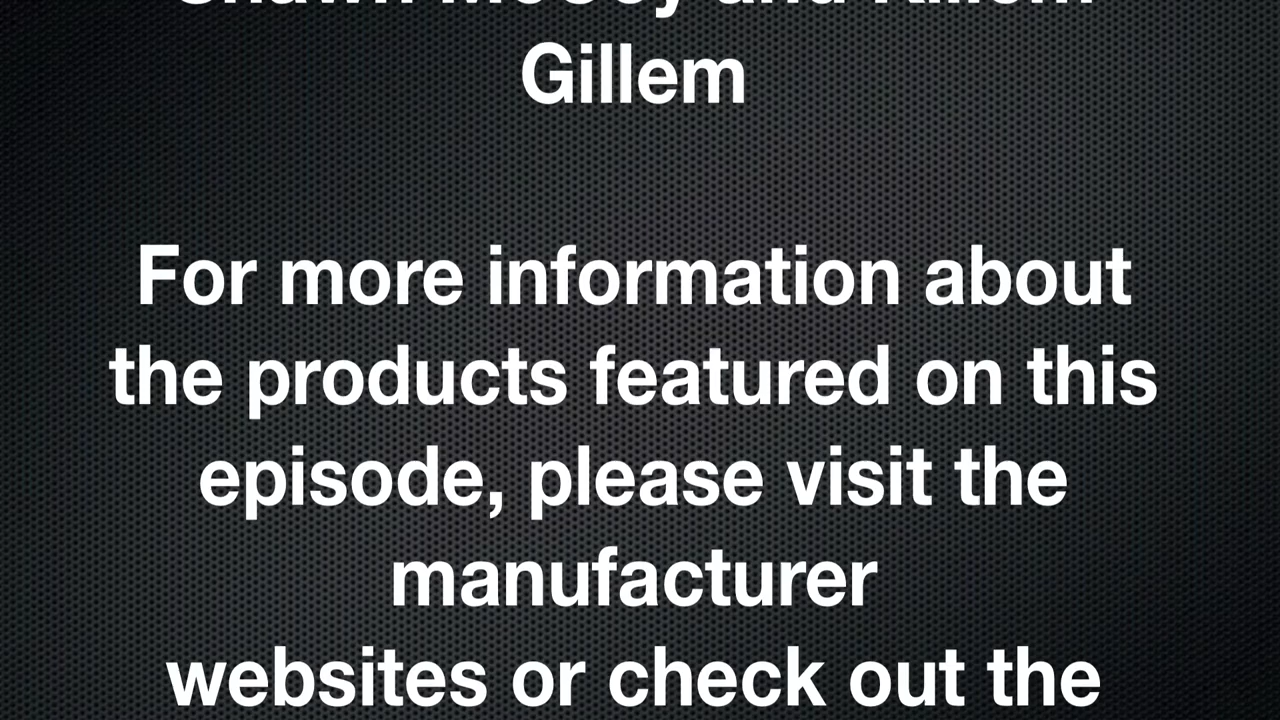 and
Gillem
For more information about
the products featured on this
episode, please visit the
manufacturer
websites or check out the